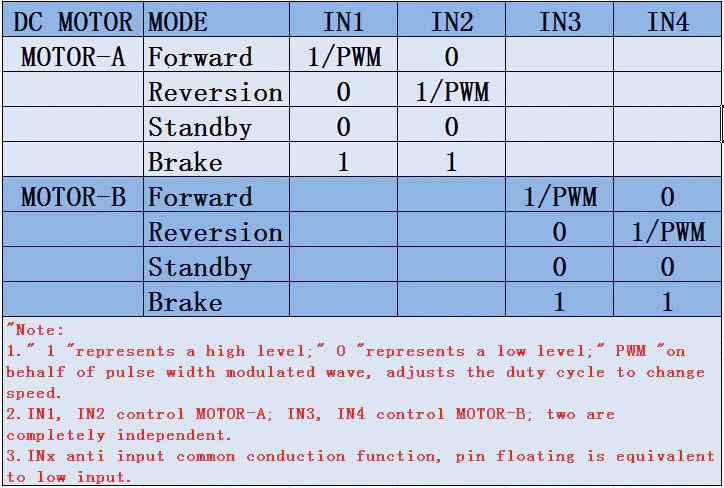 DC MOTOR MODE IN1 IN2 IN3 IN4
MOTOR-A Forward 1/PWM 0
Reversion 0 1/PWM
Standby 0 0
Brake 1 1
MOTOR-B Forward 1/PWM 0
Reversion 0 1/PWM
Standby 0 0
Brake 1 1
"Note:
1." 1 "represents a high level;" 0 "represents a low level;" PWM "on
behalf of pulse width modulated wave, adjusts the duty cycle to change
speed.
2.IN1, IN2 control MOTOR-A; IN3, IN4 control MOTOR-B; two are
completely independent.
3.INx anti input common conduction function, pin floating is equivalent
to low input.